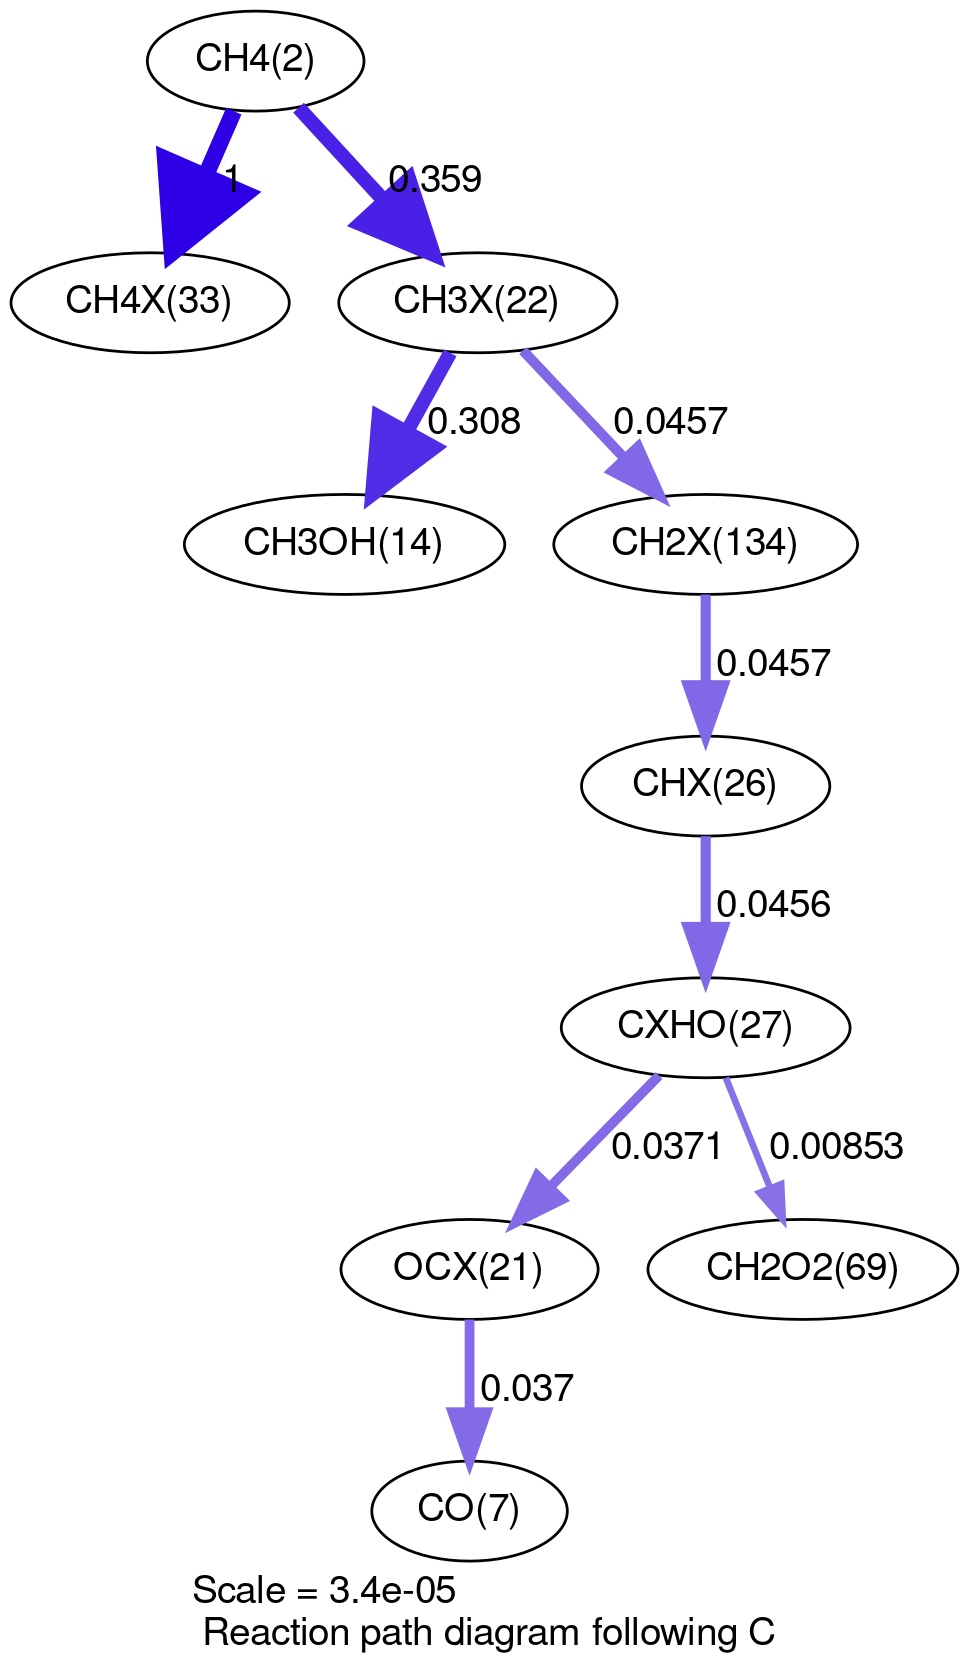 CH4(2)
1
0.359
CH4X(33)
CH3X(22)
0.308
0.0457
CH3OH(14)
CH2X(134)
0.0457
CHX(26)
0.0456
CXHO(27)
0.0371
0.00853
OCX(21)
CH2O2(69)
0.037
CO(7)
Scale = 3.4e-05
Reaction path diagram following C